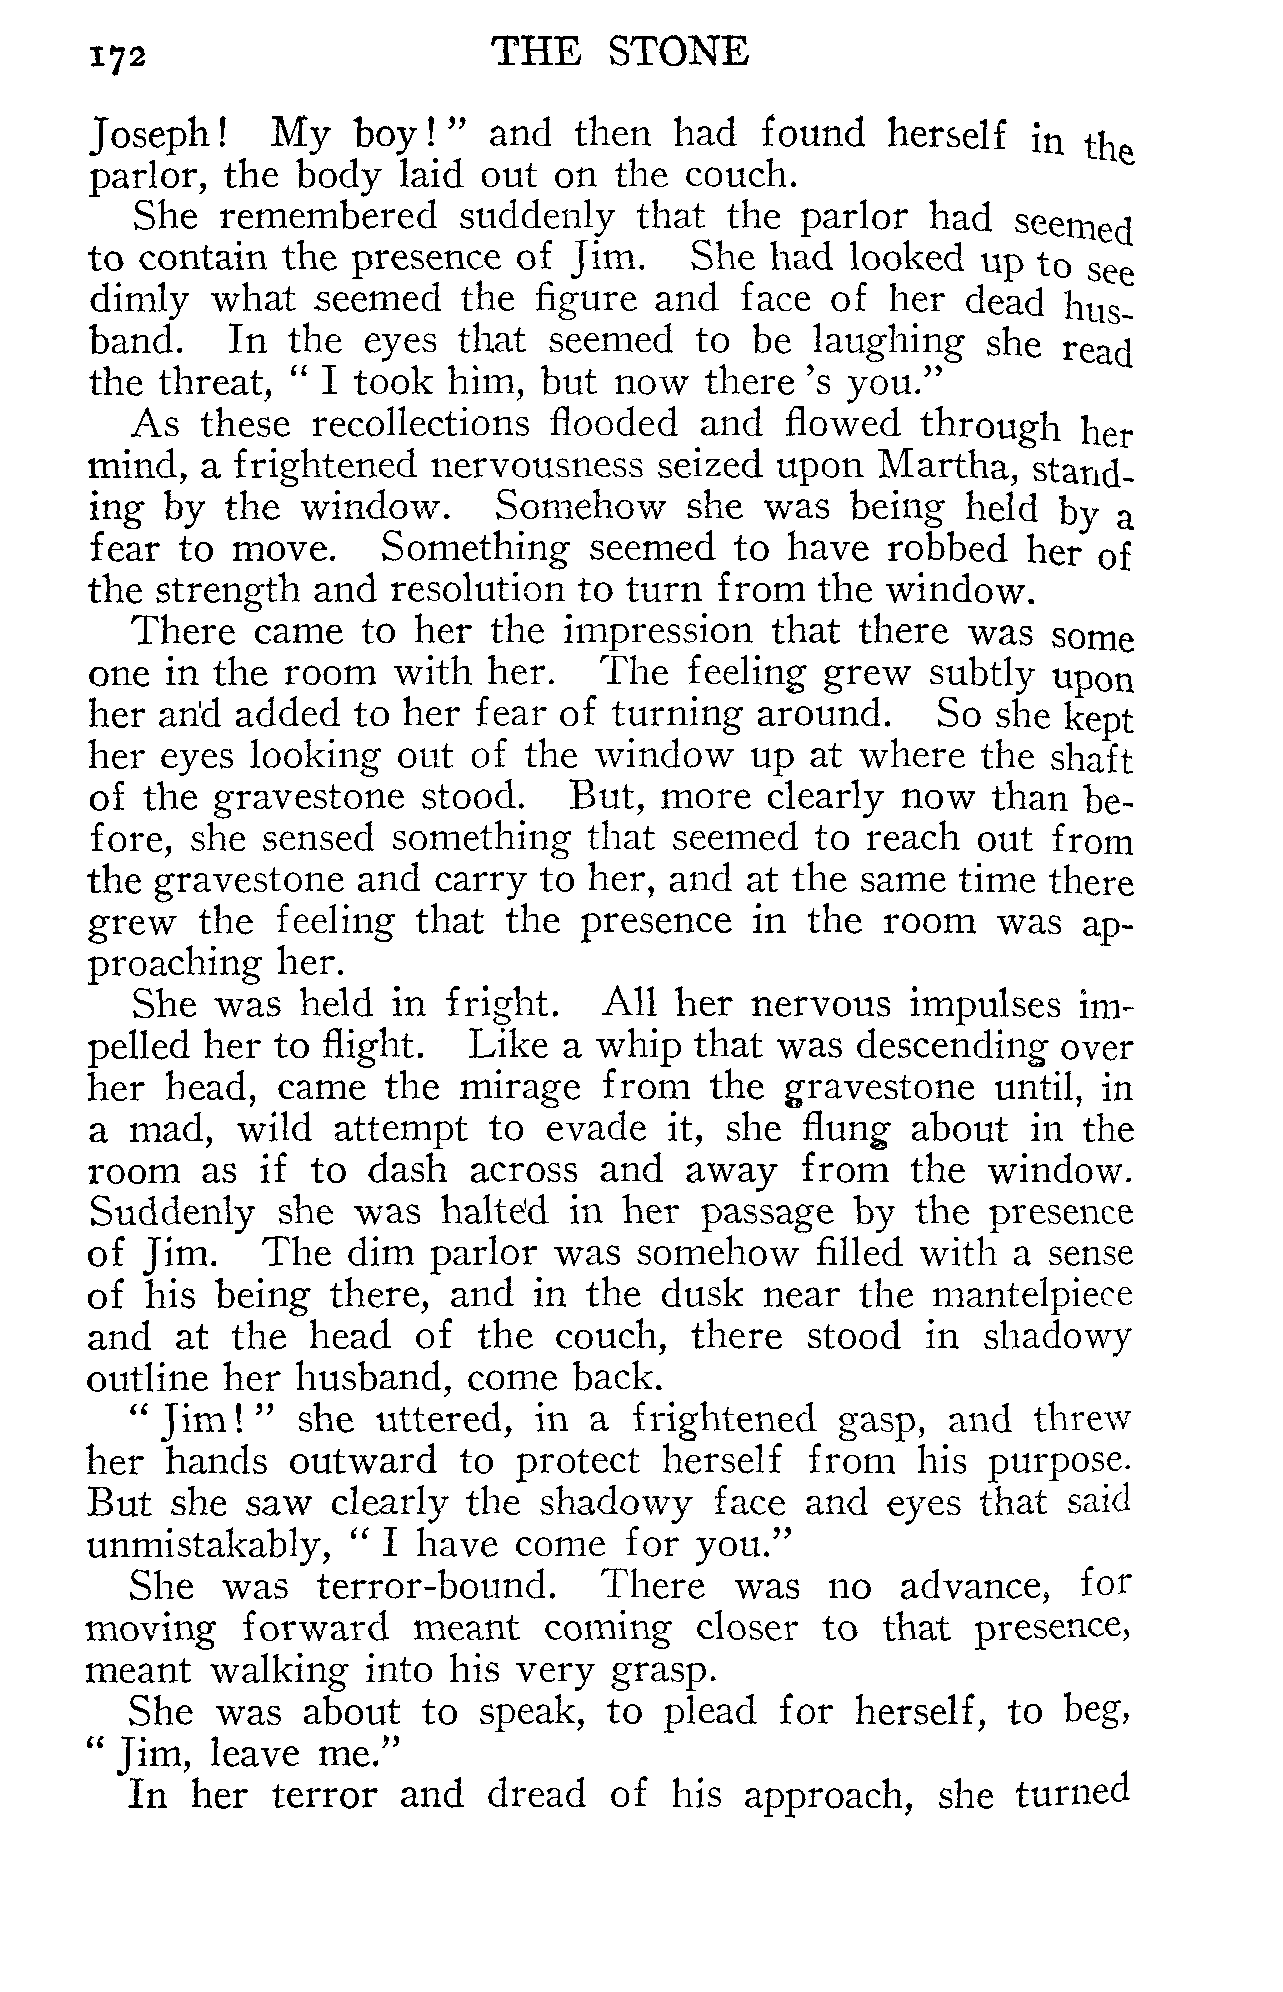 172 THE STONE
Joseph! My boy!” and then had found herself in the
parlor, the body laid out on the couch.
She remembered suddenly that the parlor had seemed
to contain the presence of Jim. She had looked up to see
dimly what seemed the figure and face of her dead hus-
band. In the eyes that seemed to be laughing she read
the threat, “ I took him, but now there 's you.”
As these recollections flooded and flowed through her
mind, a frightened nervousness seized upon Martha, stand-
ing by the window. Somehow she was being held by a
fear to move. Something seemed to have robbed her of
the strength and resolution to turn from the window.
There came to her the impression that there was some
one in the room with her. The feeling grew subtly upon
her and added to her fear of turning around. So she kept
her eyes looking out of the window up at where the shaft
of the gravestone stood. But, more clearly now than be-
fore, she sensed something that seemed to reach out from
the gravestone and carry to her, and at the same time there
grew the feeling that the presence in the room was ap-
proaching her.
She was held in fright. All her nervous impulses im-
pelled her to flight. Like a whip that was descending over
her head, came the mirage from the gravestone until, in
a mad, wild attempt to evade it, she flung about in the
room as if to dash across and away from the window.
Suddenly she was halted in her passage by the presence
of Jim. The dim parlor was somehow filled with a sense
of his being there, and in the dusk near the mantelpiece
and at the head of the couch, there stood in shadowy
outline her husband, come back.
“ Jim! ” she uttered, in a frightened gasp, and threw
her hands outward to protect herself from his purpose.
But she saw clearly the shadowy face and eyes that said
unmistakably, “ I have come for you.”
She was terror-bound. There was no advance, for
moving forward meant coming closer to that presence,
meant walking into his very grasp.
She was about to speak, to plead for herself, to beg,
“ Jim, leave me.”
In her terror and dread of his approach, she turned